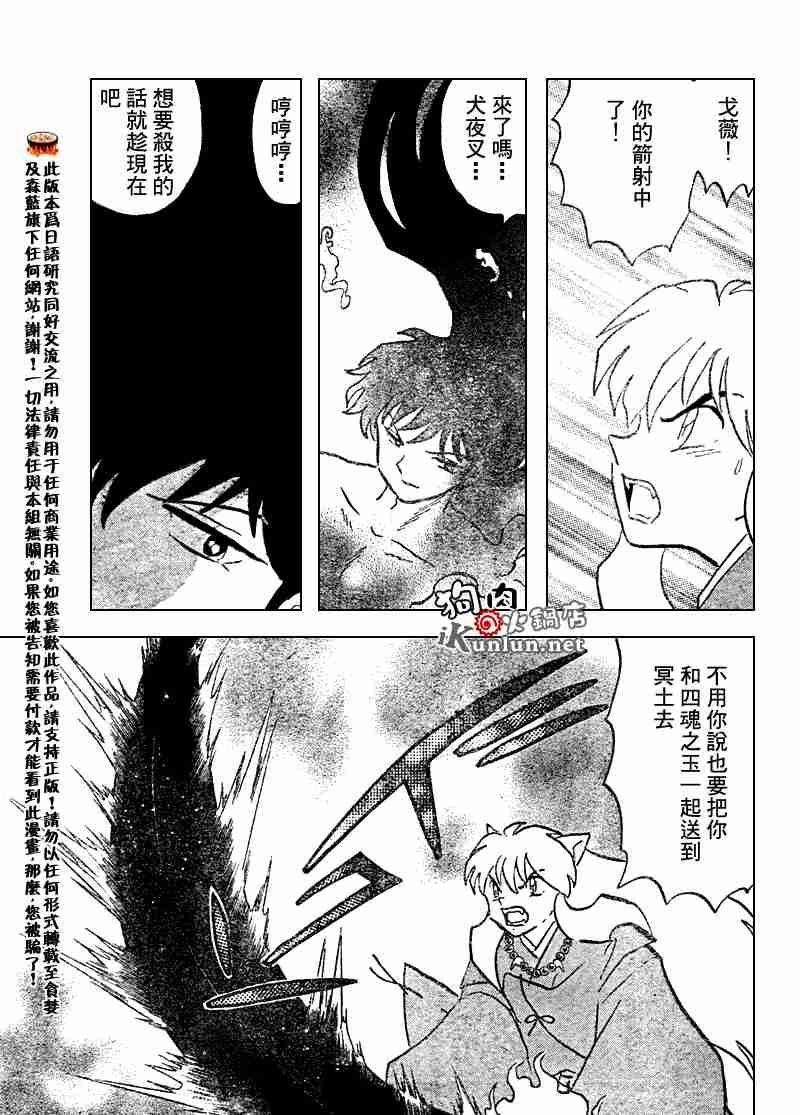 戈薇！
你的箭射中
了！
來了嗎…
犬夜叉…
哼哼哼…
想要殺我的
話就趁現在
吧
不用你說也要把你
和四魂之玉一起送到
冥土去
狗肉火鍋店
iKunlun.net
此版本爲日語研究同好交流之用，請勿用于任何商業用途。如您喜歡此作品，請支持正版！請勿以任何形式轉載至貪婪
及森藍旗下任何網站，謝謝！一切法律責任與本組無關。如果您被告知需要付款才能看到此漫畫，那麼，您被騙了！